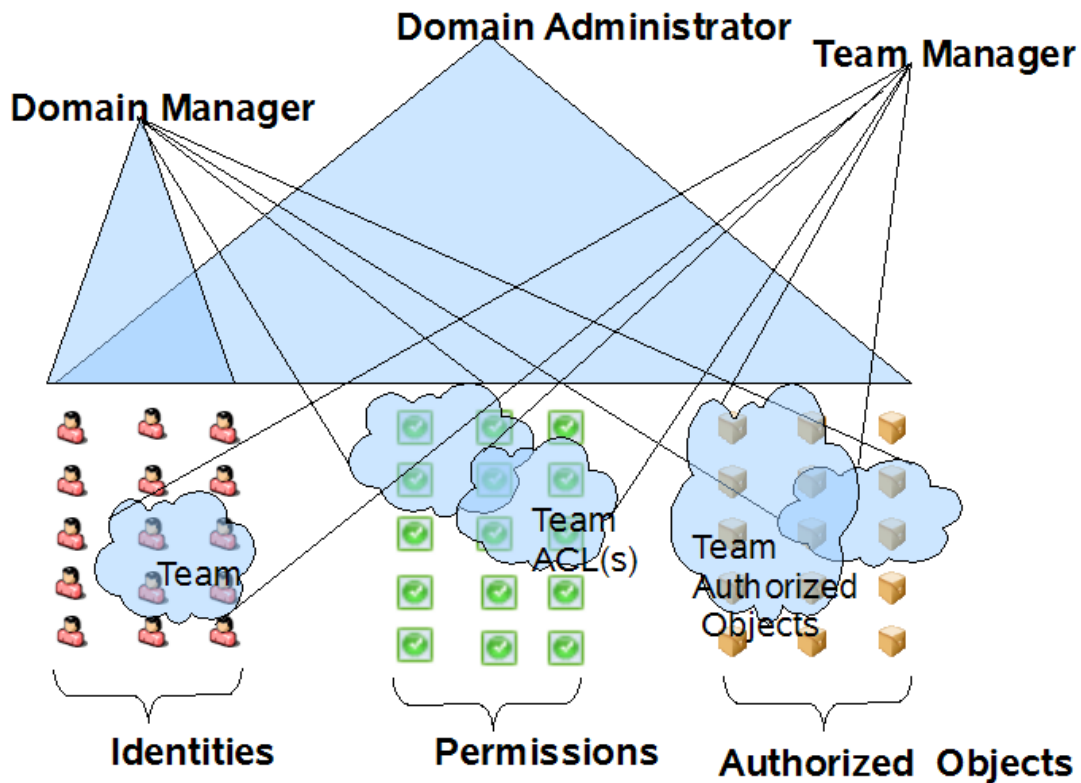 Domain Administrator
Team Manager
Domain Manager
Team
Team
ACL(s)
Team
Authorized
Objects
Identities
Permissions
Authorized Objects